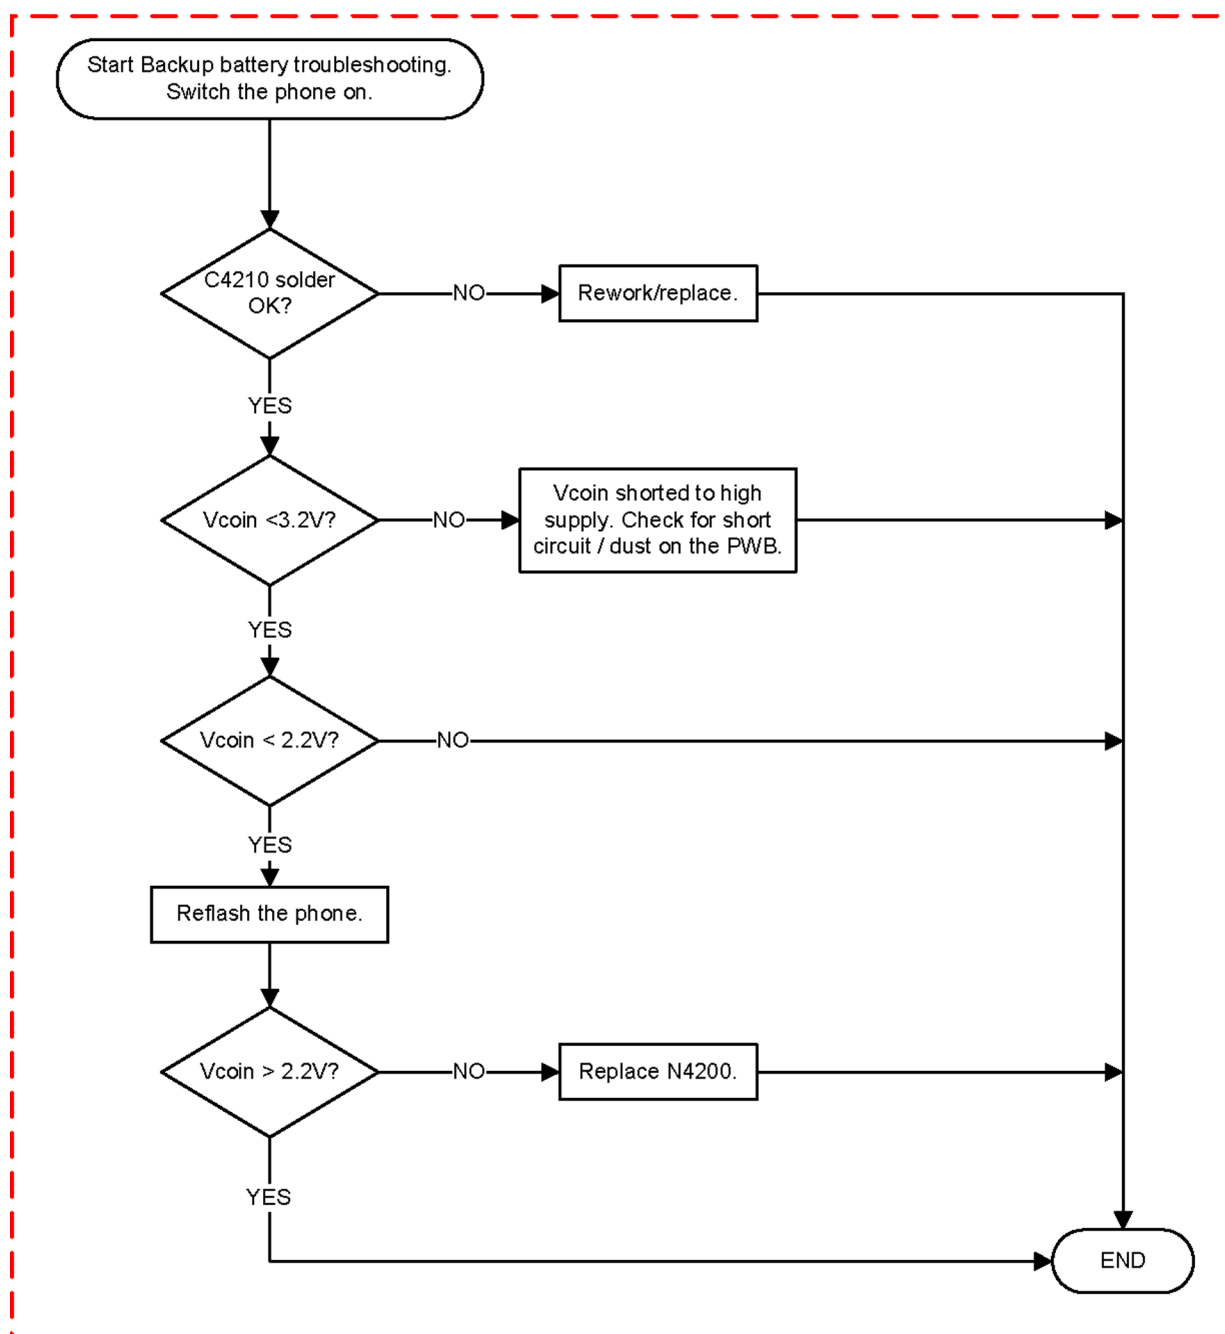 Start Backup battery troubleshooting.
Switch the phone on.
C4210 solder
OK?
NO
Rework/replace.
YES
Vcoin <3.2V?
NO
Vcoin shorted to high
supply. Check for short
circuit / dust on the PWB.
YES
Vcoin < 2.2V?
NO
YES
Reflash the phone.
Vcoin > 2.2V?
NO
Replace N4200.
YES
END